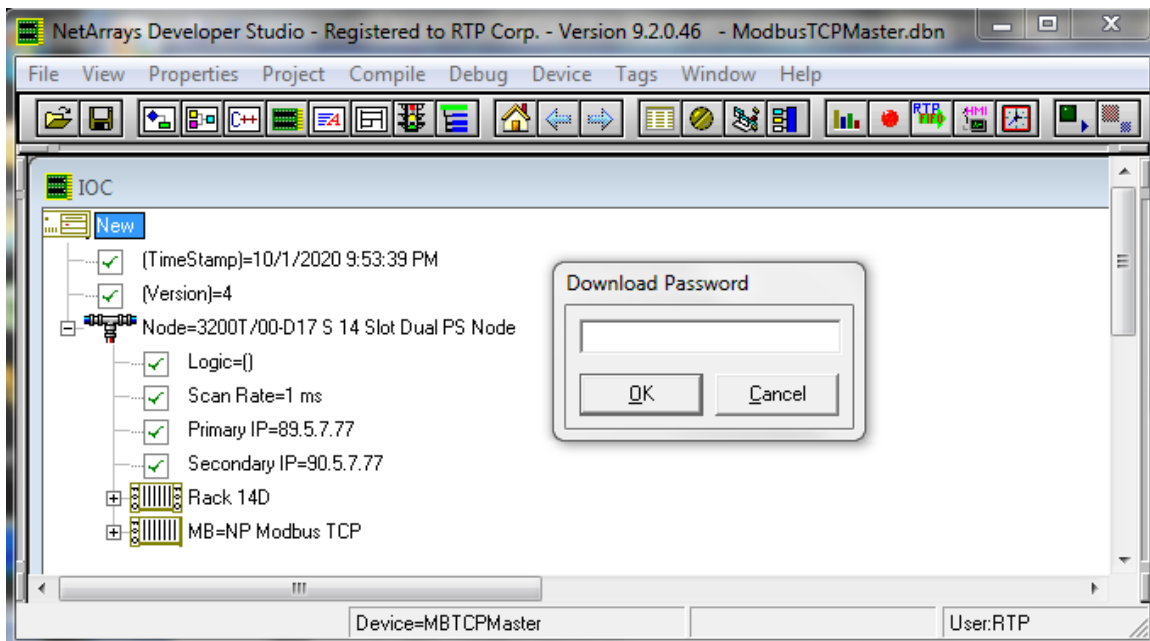 NetArrays Developer Studio - Registered to RTP Corp. - Version 9.2.0.46 - ModbusTCPMaster.dbn
File View Properties Project Compile Debug Device Tags Window Help
C++
RTP
FIFO
HMI
IOC
New
(TimeStamp)=10/1/2020 9:53:39 PM
(Version)=4
Node=3200T/00-D17 S 14 Slot Dual PS Node
Logic=()
Scan Rate=1 ms
Primary IP=89.5.7.77
Secondary IP=90.5.7.77
Rack 14D
MB=NP Modbus TCP
Download Password
OK Cancel
Device=MBTCPMaster User:RTP